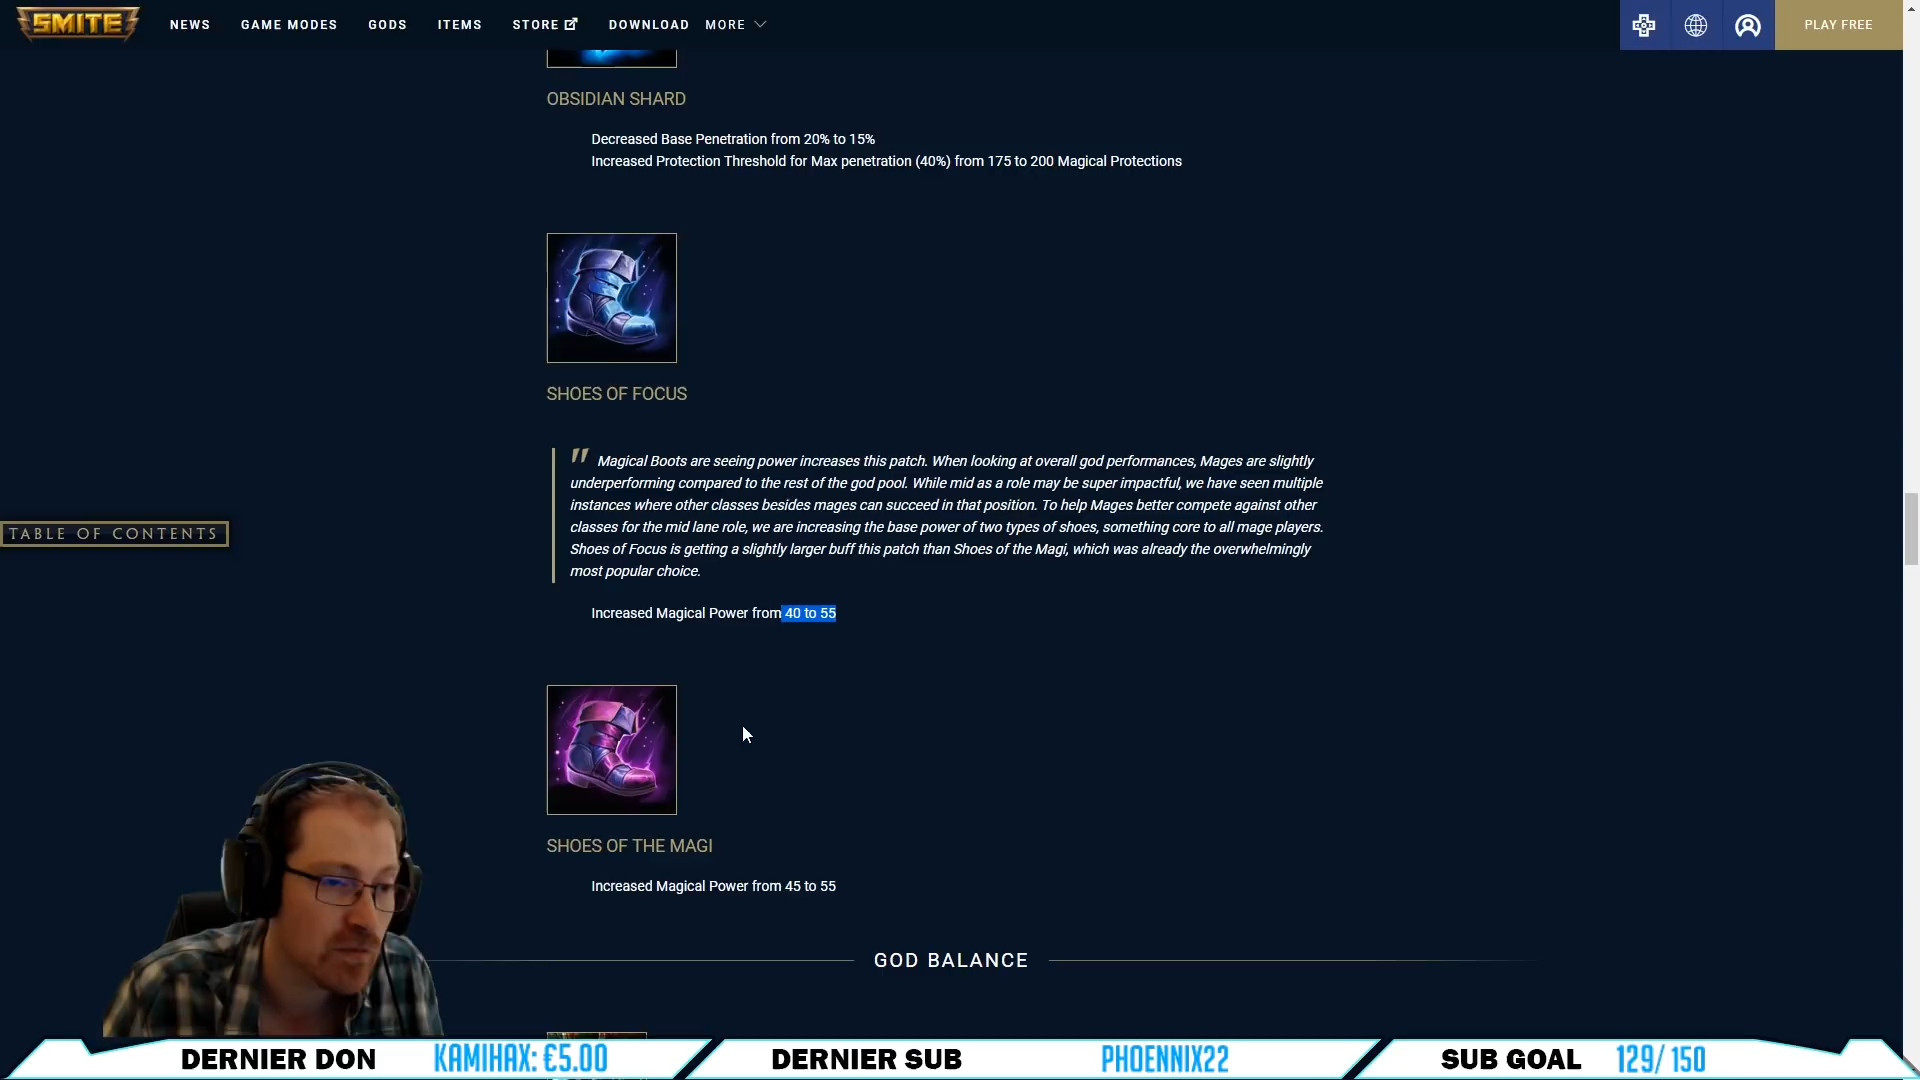 SMITE
NEWS GAME MODES GODS ITEMS STORE DOWNLOAD MORE PLAY FREE
OBSIDIAN SHARD
Decreased Base Penetration from 20% to 15%
Increased Protection Threshold for Max penetration (40%) from 175 to 200 Magical Protections
SHOES OF FOCUS
" Magical Boots are seeing power increases this patch. When looking at overall god performances, Mages are slightly
underperforming compared to the rest of the god pool. While mid as a role may be super impactful, we have seen multiple
instances where other classes besides mages can succeed in that position. To help Mages better compete against other
classes for the mid lane role, we are increasing the base power of two types of shoes, something core to all mage players.
Shoes of Focus is getting a slightly larger buff this patch than Shoes of the Magi, which was already the overwhelmingly
most popular choice.
TABLE OF CONTENTS
Increased Magical Power from 40 to 55
SHOES OF THE MAGI
Increased Magical Power from 45 to 55
GOD BALANCE
DERNIER DON KAMIHAX: €5.00 DERNIER SUB PHOENNIX22 SUB GOAL 129/ 150